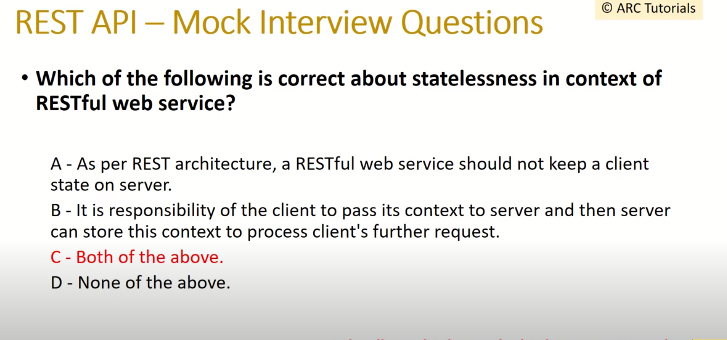 © ARC Tutorials
REST API – Mock Interview Questions
• Which of the following is correct about statelessness in context of
RESTful web service?
A - As per REST architecture, a RESTful web service should not keep a client
state on server.
B - It is responsibility of the client to pass its context to server and then server
can store this context to process client's further request.
C - Both of the above.
D - None of the above.